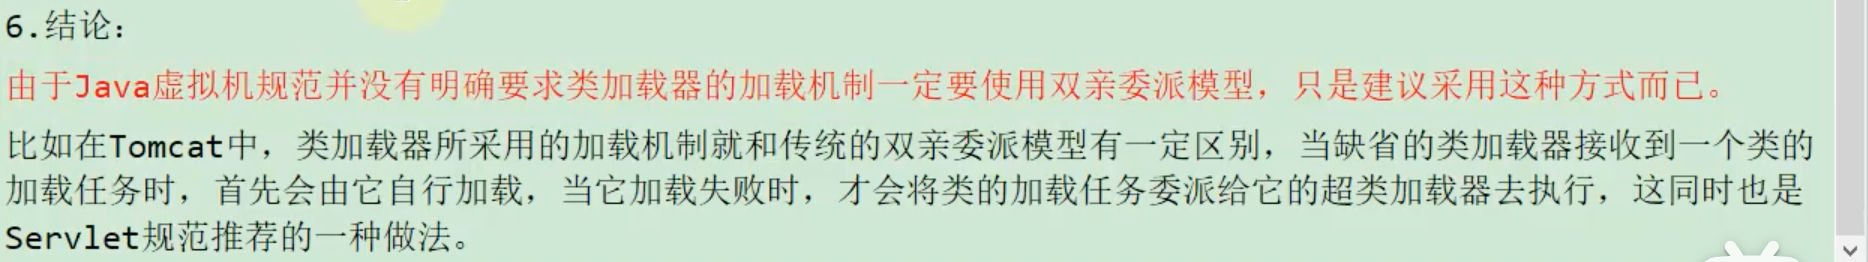 6.结论：
由于Java虚拟机规范并没有明确要求类加载器的加载机制一定要使用双亲委派模型，只是建议采用这种方式而已。
比如在Tomcat中，类加载器所采用的加载机制就和传统的双亲委派模型有一定区别，当缺省的类加载器接收到一个类的
加载任务时，首先会由它自行加载，当它加载失败时，才会将类的加载任务委派给它的超类加载器去执行，这同时也是
Servlet规范推荐的一种做法。